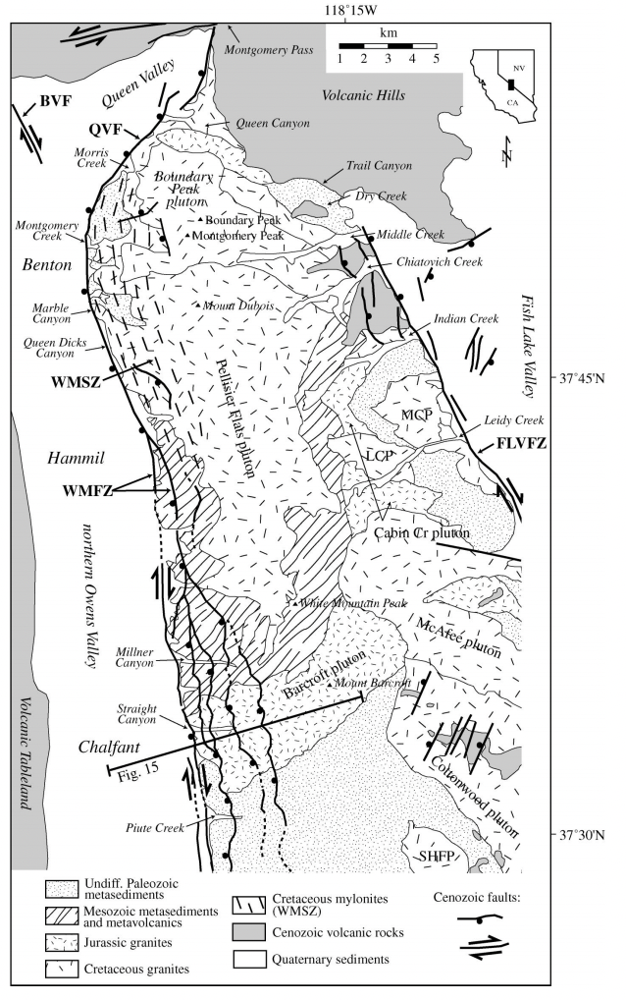 118°15W
km
1 2 3 4 5
NV
CA
N
Montgomery Pass
Queen Valley
Volcanic Hills
BVF
QVF
Queen Canyon
Morris
Creek
Trail Canyon
Boundary
Peak
pluton
Dry Creek
Boundary Peak
Montgomery Peak
Montgomery
Creek
Middle Creek
Benton
Chiatovich Creek
Mount Dubois
Marble
Canyon
Indian Creek
Fish Lake Valley
Queen Dicks
Canyon
WMSZ
Pellisier Flats pluton
37°45'N
MCP
Leidy Creek
FLVFZ
Hammil
LCP
WMFZ
Cabin Cr pluton
northern Owens Valley
White Mountain Peak
McAfee pluton
Millner
Canyon
Barcroft pluton
Mount Barcroft
Straight
Canyon
Volcanic Tableland
Chalfant
Fig. 15
Cottonwood pluton
Piute Creek
37°30'N
SHFP
Undiff. Paleozoic
metasediments
Mesozoic metasediments
and metavolcanics
Jurassic granites
Cretaceous granites
Cretaceous mylonites
(WMSZ)
Cenozoic volcanic rocks
Quaternary sediments
Cenozoic faults: